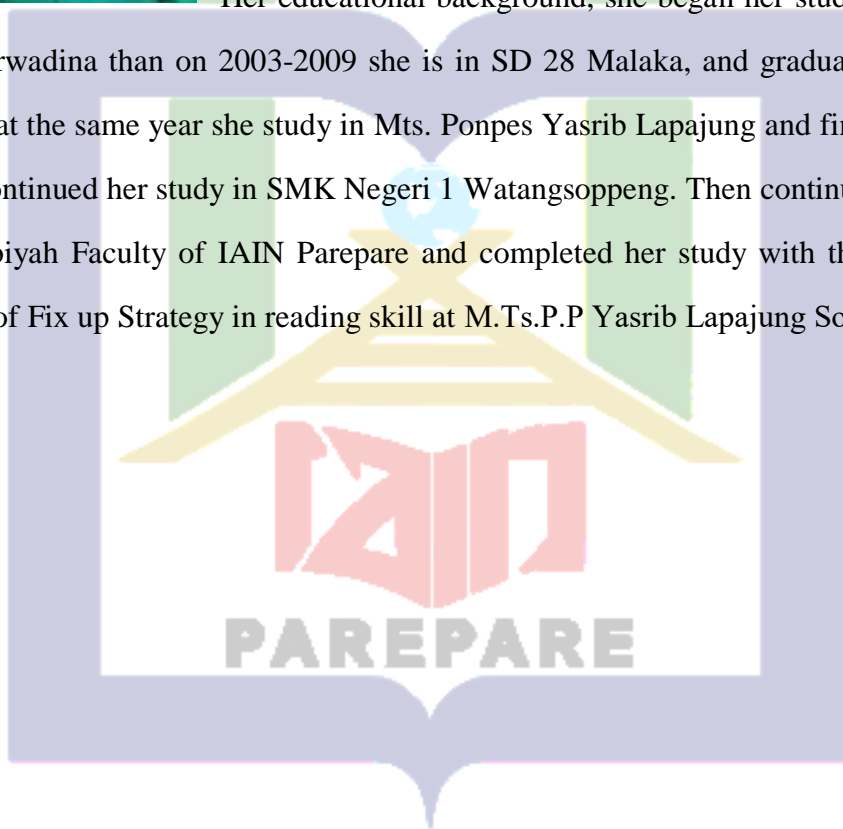 Her educational background, she began her stud
rwadina than on 2003-2009 she is in SD 28 Malaka, and gradua
at the same year she study in Mts. Ponpes Yasrib Lapajung and fin
ontinued her study in SMK Negeri 1 Watangsoppeng. Then continu
biyah Faculty of IAIN Parepare and completed her study with th
of Fix up Strategy in reading skill at M.Ts.P.P Yasrib Lapajung So
iain
PAREPARE